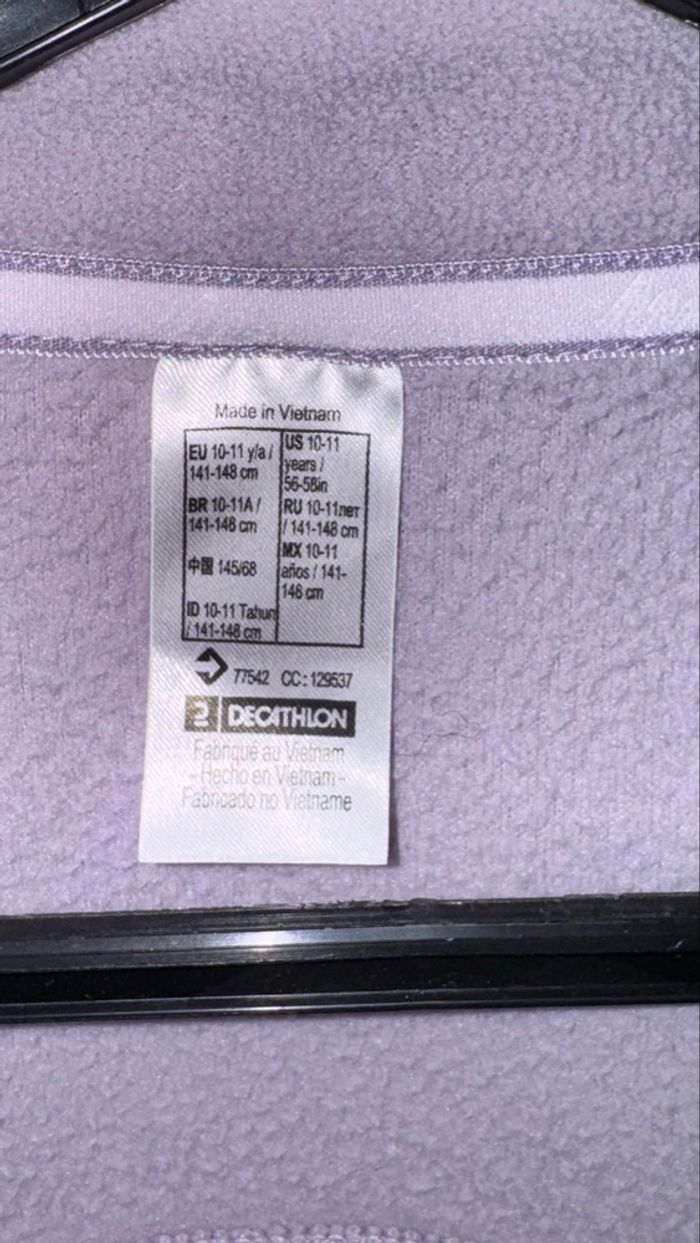 Made in Vietnam
EU 10-11 y/a /
141-148 cm
BR 10-11A /
141-148 cm
中国 145/68
ID 10-11 Tahun
/ 141-148 cm
US 10-11
years /
56-58in
RU 10-11лет
/ 141-148 cm
MX 10-11
años / 141-
148 cm
77542 CC: 129537
2 DECATHLON
Fabriqué au Vietnam
- Hecho en Vietnam -
Fabricado no Vietname